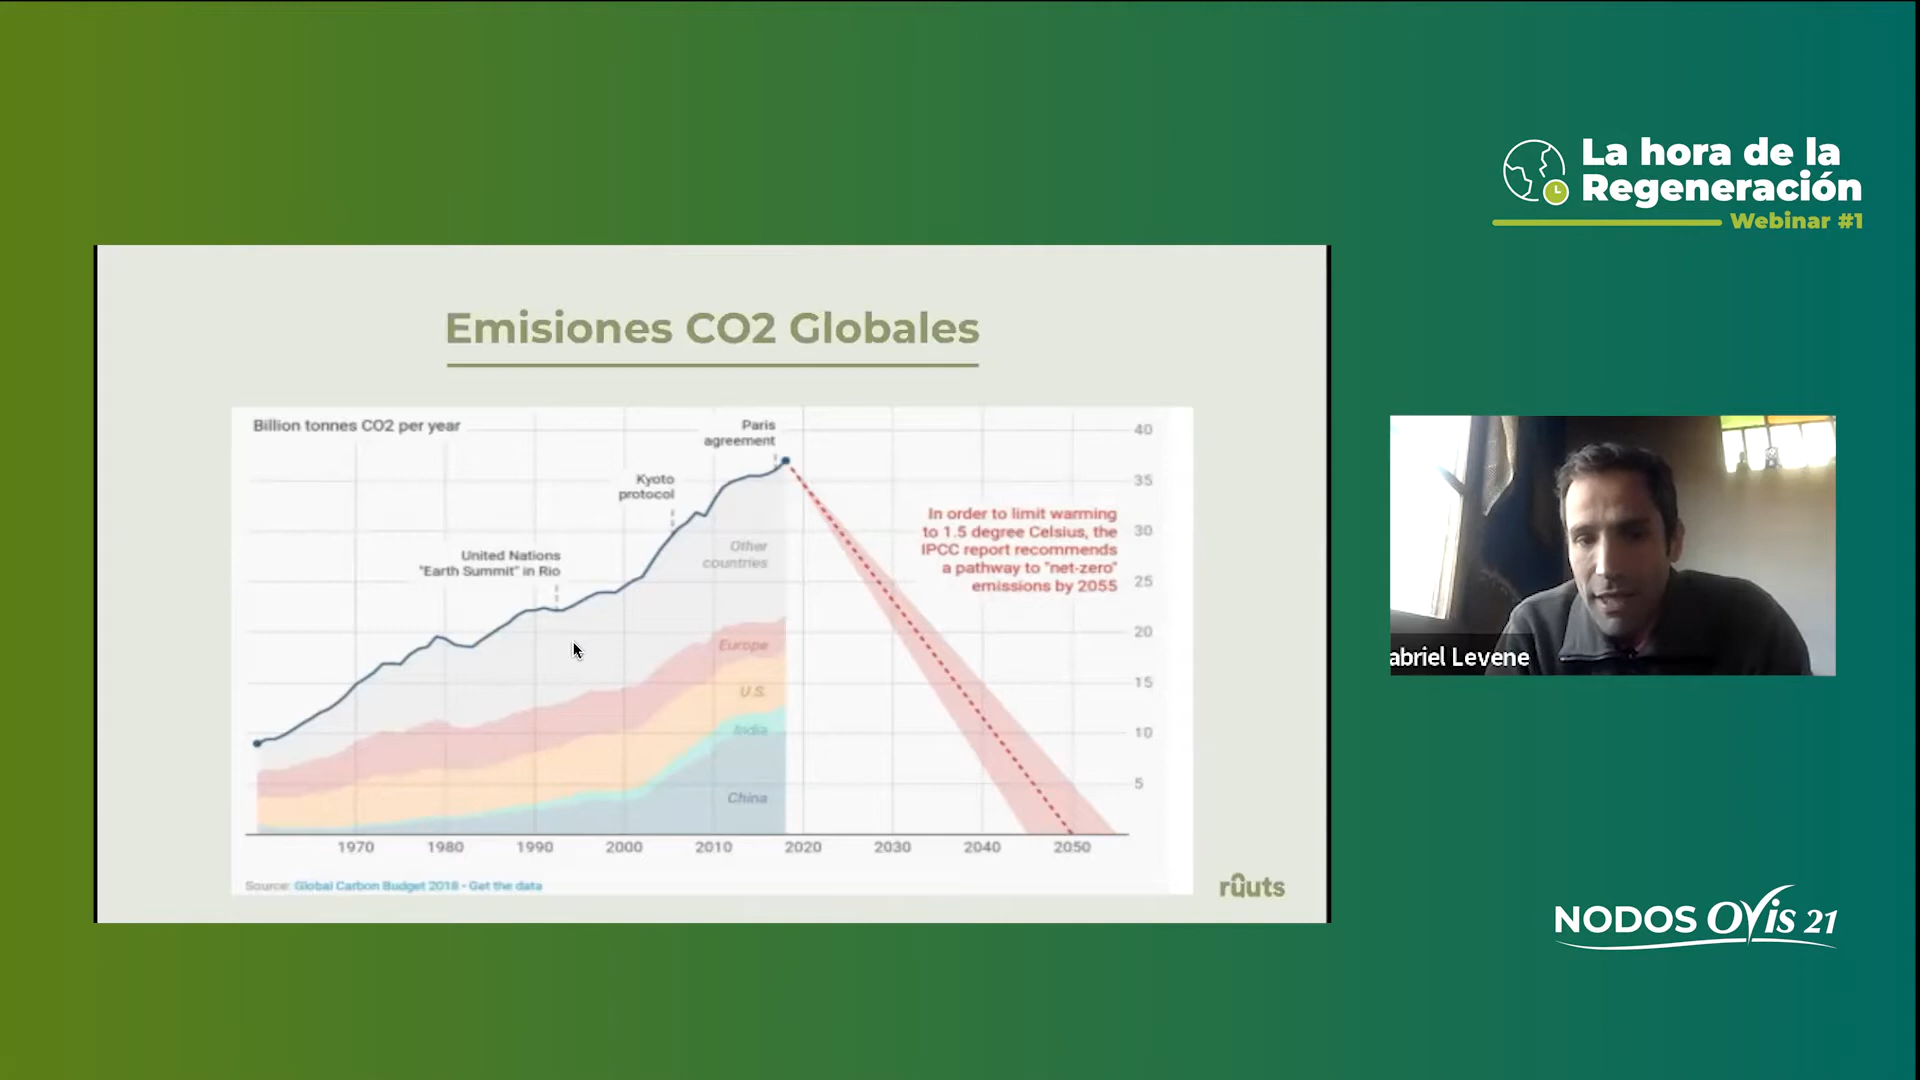 La hora de la
Regeneración
Webinar #1
Emisiones CO2 Globales
Billion tonnes CO2 per year
Paris
agreement
Kyoto
protocol
United Nations
"Earth Summit" in Rio
Other
countries
Europe
U.S.
India
China
In order to limit warming
to 1.5 degree Celsius, the
IPCC report recommends
a pathway to "net-zero"
emissions by 2055
40
35
30
25
20
15
10
5
1970 1980 1990 2000 2010 2020 2030 2040 2050
Source: Global Carbon Budget 2018 • Get the data
rûuts
abriel Levene
NODOS Ovis 21